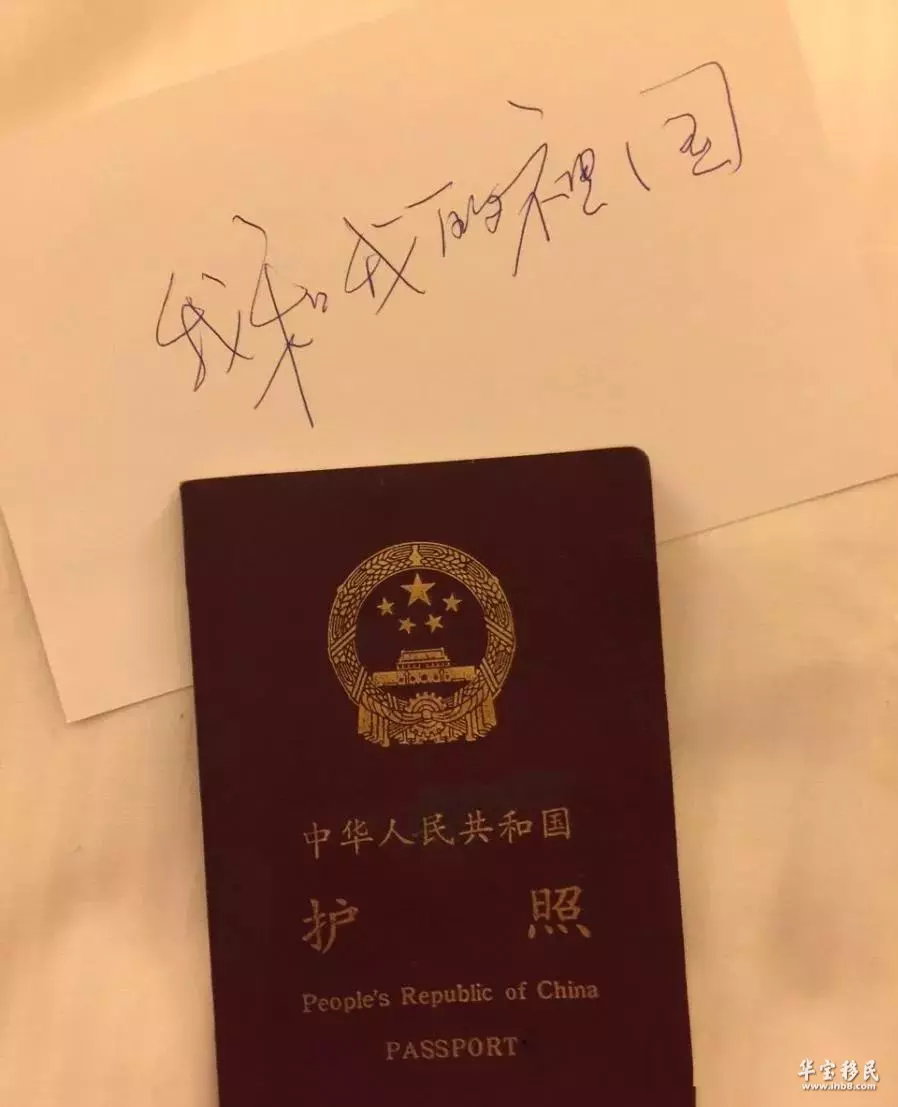 我和我的祖国
中华人民共和国
护照
People's Republic of China
PASSPORT
华宝移民
www.inb8.com